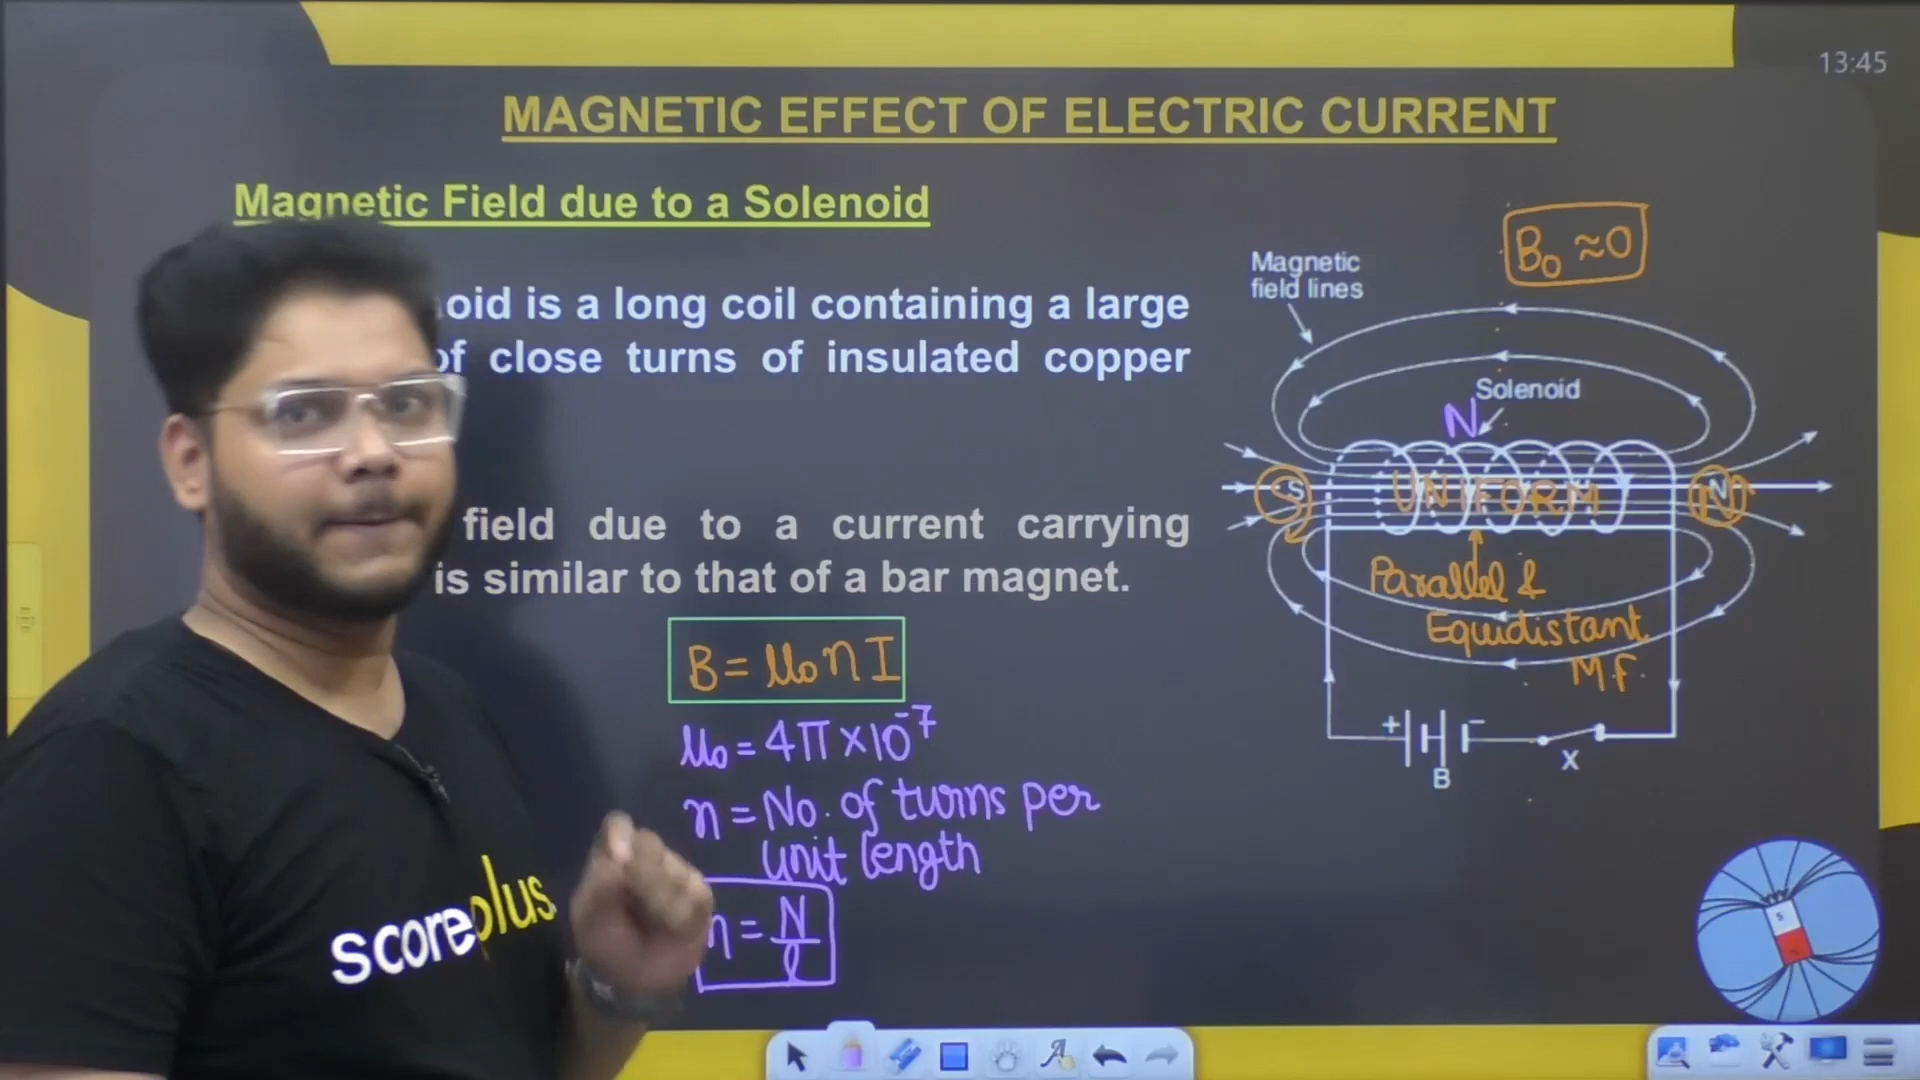 13:45
MAGNETIC EFFECT OF ELECTRIC CURRENT
Magnetic Field due to a Solenoid
oid is a long coil containing a large
of close turns of insulated copper
field due to a current carrying
is similar to that of a bar magnet.
B = μ₀nI
μ₀ = 4π×10⁻⁷
n = No. of turns per
unit length
n = N/l
B₀ ≈ 0
Magnetic
field lines
Solenoid
N
S
UNIFORM
N
Parallel &
Equidistant
M.F.
+
-
B
X
S
scoreplus